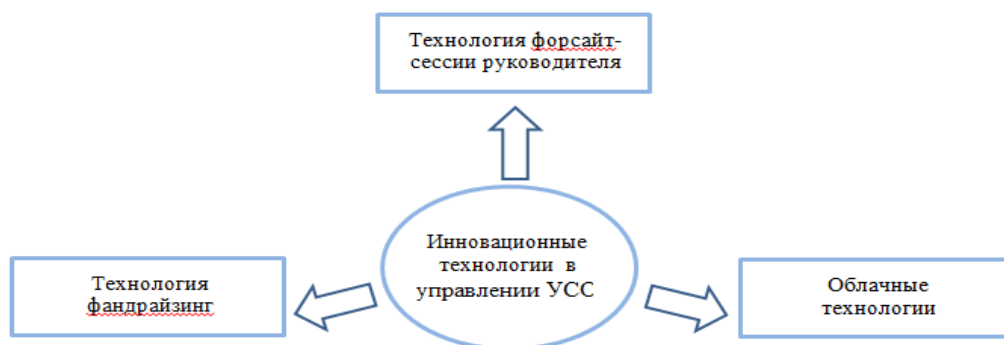 Технология форсайт-
сессии руководителя
Инновационные
технологии в
управлении УСС
Технология
фандрайзинг
Облачные
технологии